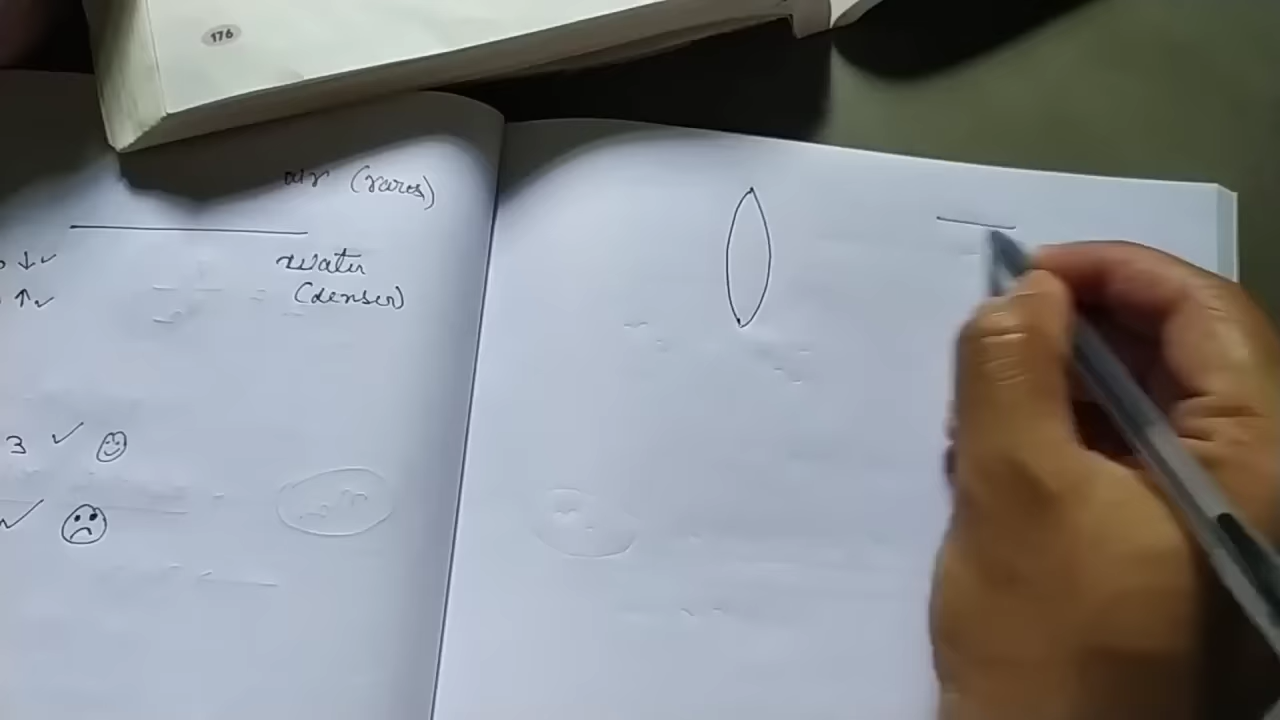 176
air (rarer)
water
↓✓
(denser)
↑✓
3 ✓
✓